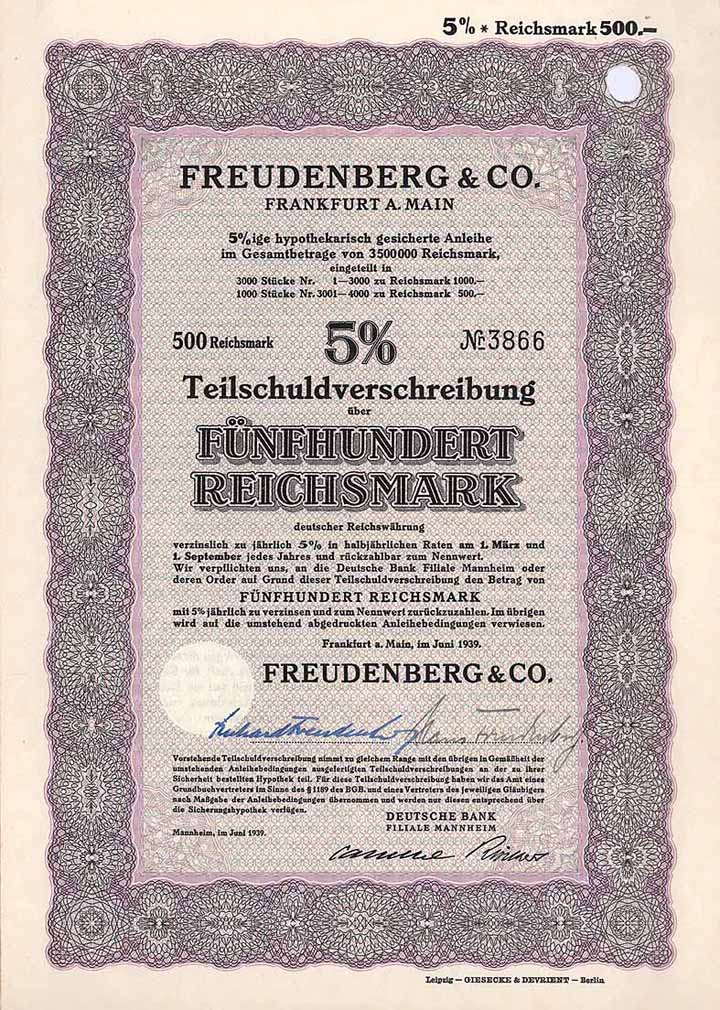 5% * Reichsmark 500.—
FREUDENBERG & CO.
FRANKFURT A. MAIN
5%ige hypothekarisch gesicherte Anleihe
im Gesamtbetrage von 3500000 Reichsmark,
eingeteilt in
3000 Stücke Nr. 1—3000 zu Reichsmark 1000.—
1000 Stücke Nr. 3001—4000 zu Reichsmark 500.—
500 Reichsmark 5% № 3866
Teilschuldverschreibung
über
FÜNFHUNDERT
REICHSMARK
deutscher Reichswährung
verzinslich zu jährlich 5% in halbjährlichen Raten am 1. März und
1. September jedes Jahres und rückzahlbar zum Nennwert.
Wir verpflichten uns, an die Deutsche Bank Filiale Mannheim oder
deren Order auf Grund dieser Teilschuldverschreibung den Betrag von
FÜNFHUNDERT REICHSMARK
mit 5% jährlich zu verzinsen und zum Nennwert zurückzuzahlen. Im übrigen
wird auf die umstehend abgedruckten Anleihebedingungen verwiesen.
Frankfurt a. Main, im Juni 1939.
FREUDENBERG & CO.
Hans Freudenberg
Vorstehende Teilschuldverschreibung nimmt zu gleichem Range mit den übrigen in Gemäßheit der
umstehenden Anleihebedingungen ausgefertigten Teilschuldverschreibungen an der zu ihrer
Sicherheit bestellten Hypothek teil. Für diese Teilschuldverschreibung haben wir das Amt eines
Grundbuchvertreters im Sinne des § 1189 des BGB. und eines Vertreters des jeweiligen Gläubigers
nach Maßgabe der Anleihebedingungen übernommen und werden nur diesen entsprechend über
die Sicherungshypothek verfügen.
DEUTSCHE BANK
FILIALE MANNHEIM
Mannheim, im Juni 1939.
Leipzig — GIESECKE & DEVRIENT — Berlin